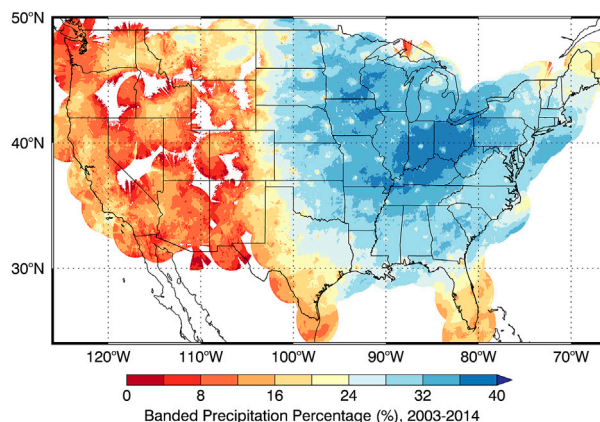 50°N
40°N
30°N
120°W 110°W 100°W 90°W 80°W 70°W
0 8 16 24 32 40
Banded Precipitation Percentage (%), 2003-2014